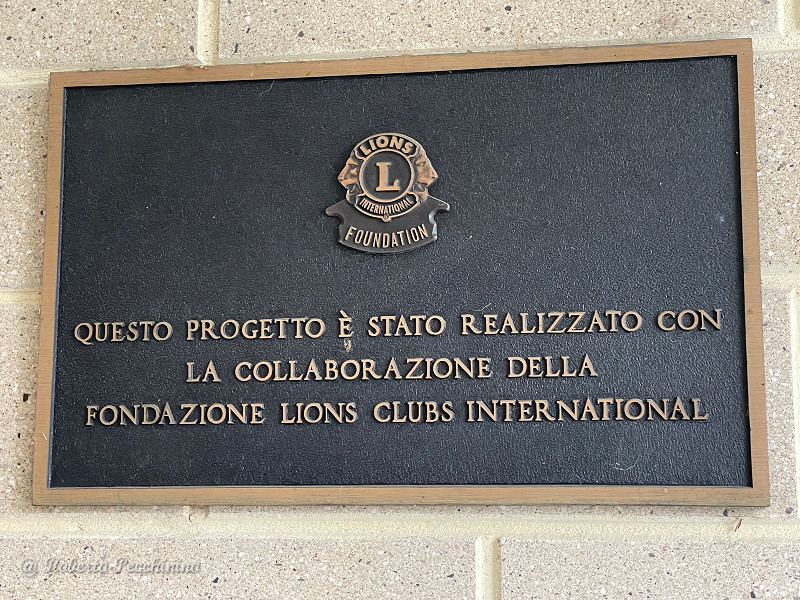 LIONS
L
INTERNATIONAL
FOUNDATION
QUESTO PROGETTO È STATO REALIZZATO CON
LA COLLABORAZIONE DELLA
FONDAZIONE LIONS CLUBS INTERNATIONAL
@ Roberto Pecchinino